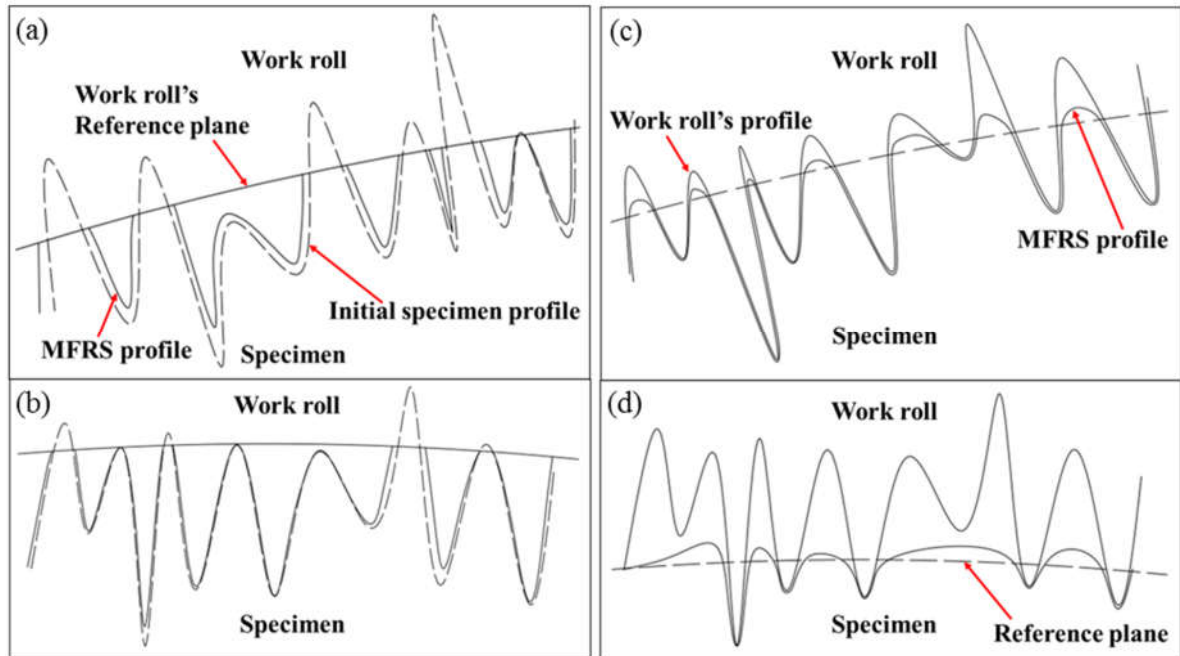 (a)
Work roll
Work roll's
Reference plane
Initial specimen profile
MFRS profile
Specimen
(b)
Work roll
Specimen
(c)
Work roll
Work roll's profile
MFRS profile
Specimen
(d)
Work roll
Specimen
Reference plane